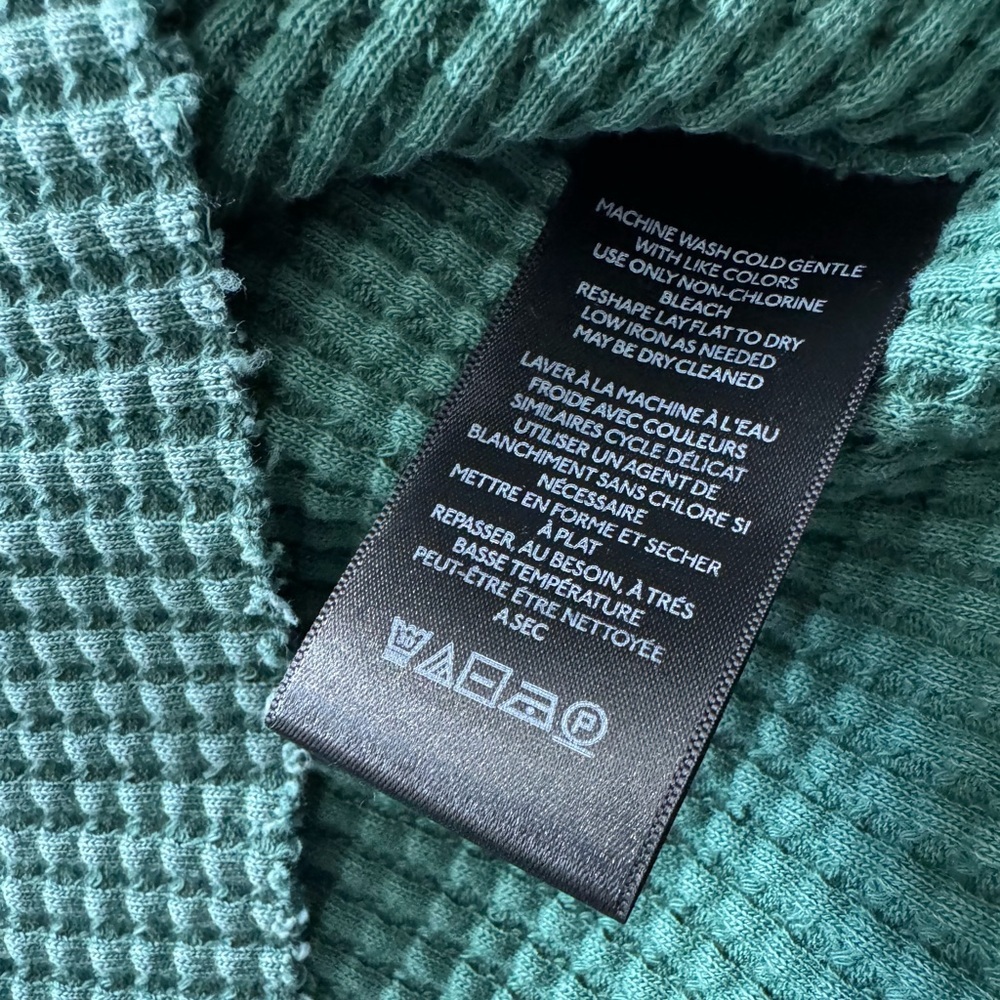 MACHINE WASH COLD GENTLE
WITH LIKE COLORS
USE ONLY NON-CHLORINE
BLEACH
RESHAPE LAY FLAT TO DRY
LOW IRON AS NEEDED
MAY BE DRY CLEANED
LAVER À LA MACHINE À L'EAU
FROIDE AVEC COULEURS
SIMILAIRES CYCLE DÉLICAT
UTILISER UN AGENT DE
BLANCHIMENT SANS CHLORE SI
NÉCESSAIRE
METTRE EN FORME ET SECHER
À PLAT
REPASSER, AU BESOIN, À TRÉS
BASSE TEMPÉRATURE
PEUT-ÊTRE ÊTRE NETTOYÉE
A SEC
P